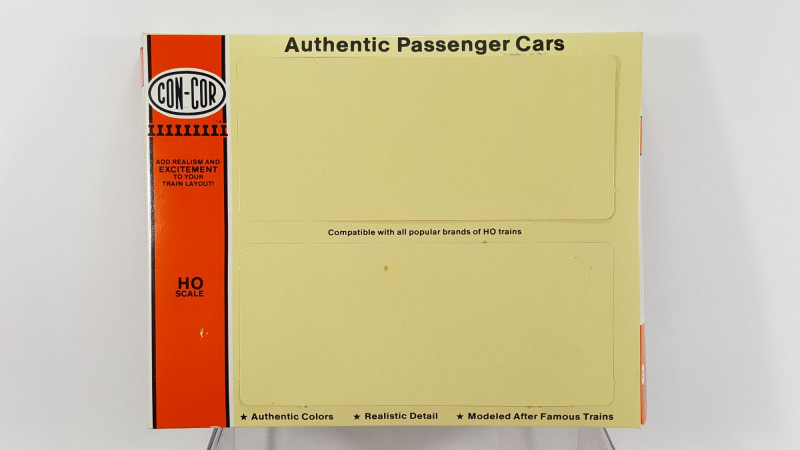 Authentic Passenger Cars
CON-COR
ADD REALISM AND
EXCITEMENT
TO YOUR
TRAIN LAYOUT!
Compatible with all popular brands of HO trains
HO
SCALE
★ Authentic Colors ★ Realistic Detail ★ Modeled After Famous Trains